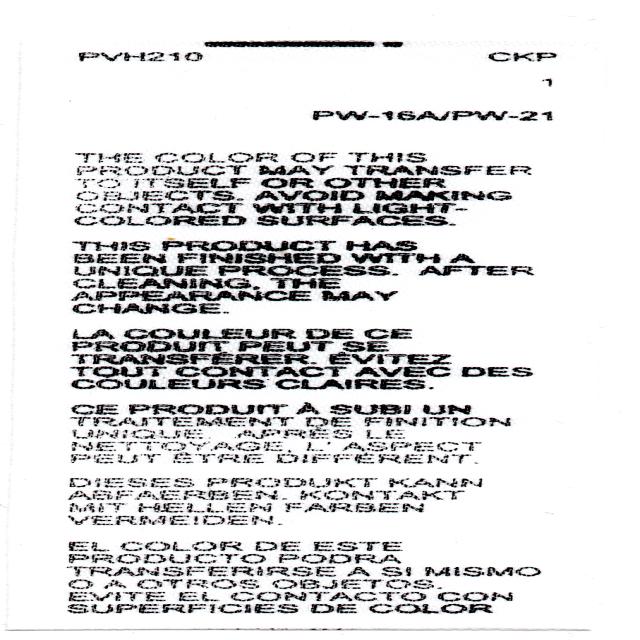 PVH210 CKP
1
PW-16A/PW-21
THE COLOR OF THIS
PRODUCT MAY TRANSFER
TO ITSELF OR OTHER
OBJECTS. AVOID MAKING
CONTACT WITH LIGHT-
COLORED SURFACES.
THIS PRODUCT HAS
BEEN FINISHED WITH A
UNIQUE PROCESS. AFTER
CLEANING, THE
APPEARANCE MAY
CHANGE.
LA COULEUR DE CE
PRODUIT PEUT SE
TRANSFÉRER. ÉVITEZ
TOUT CONTACT AVEC DES
COULEURS CLAIRES.
CE PRODUIT À SUBI UN
TRAITEMENT DE FINITION
UNIQUE. APRÈS LE
NETTOYAGE, L'ASPECT
PEUT ÊTRE DIFFÉRENT.
DIESES PRODUKT KANN
ABFAERBEN. KONTAKT
MIT HELLEN FARBEN
VERMEIDEN.
EL COLOR DE ESTE
PRODUCTO PODRA
TRANSFERIRSE A SI MISMO
O A OTROS OBJETOS.
EVITE EL CONTACTO CON
SUPERFICIES DE COLOR